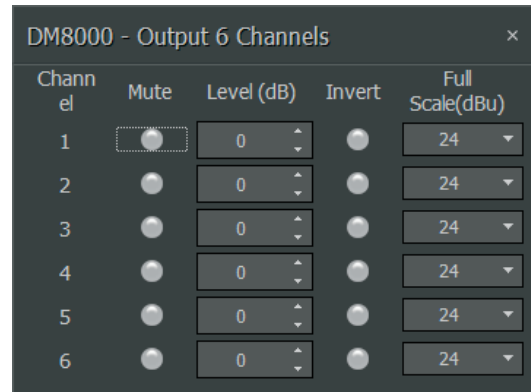 DM8000 - Output 6 Channels ×
Chann
el Mute Level (dB) Invert Full
Scale(dBu)
1 0 24
2 0 24
3 0 24
4 0 24
5 0 24
6 0 24